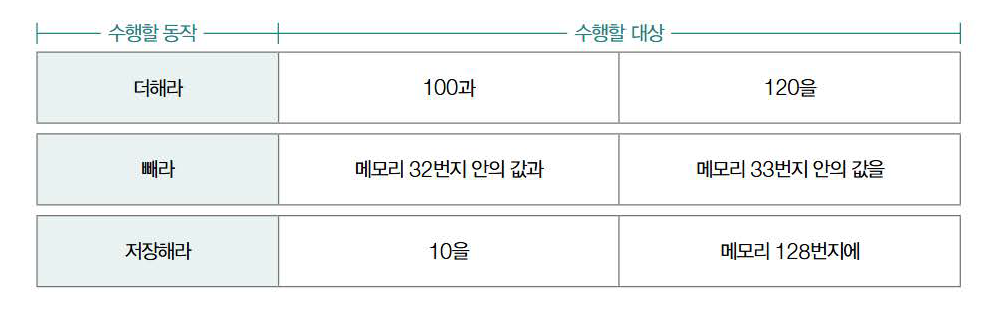 수행할 동작 수행할 대상
더해라 100과 120을
빼라 메모리 32번지 안의 값과 메모리 33번지 안의 값을
저장해라 10을 메모리 128번지에